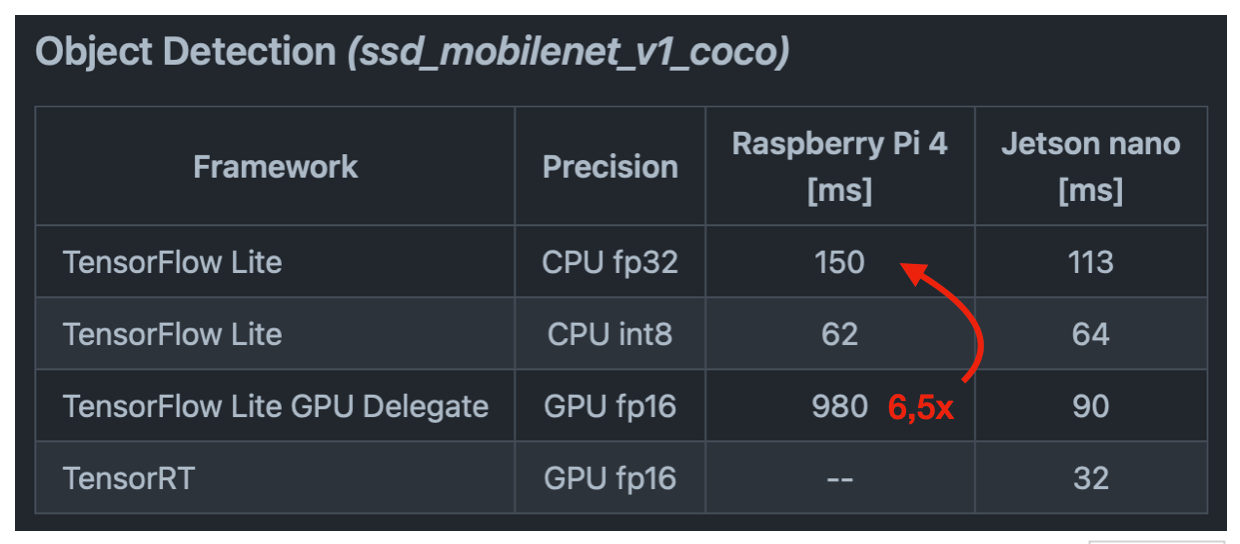 Object Detection (ssd_mobilenet_v1_coco)
Framework Precision Raspberry Pi 4 [ms] Jetson nano [ms]
TensorFlow Lite CPU fp32 150 113
TensorFlow Lite CPU int8 62 64
TensorFlow Lite GPU Delegate GPU fp16 980 6,5x 90
TensorRT GPU fp16 -- 32